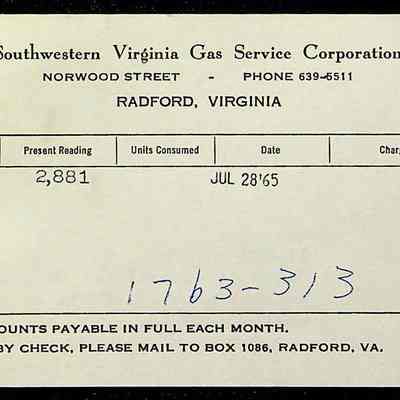 Southwestern Virginia Gas Service Corporation
NORWOOD STREET - PHONE 639-5511
RADFORD, VIRGINIA
Present Reading Units Consumed Date
2,881 JUL 28'65
1763-313
OUNTS PAYABLE IN FULL EACH MONTH.
BY CHECK, PLEASE MAIL TO BOX 1086, RADFORD, VA.